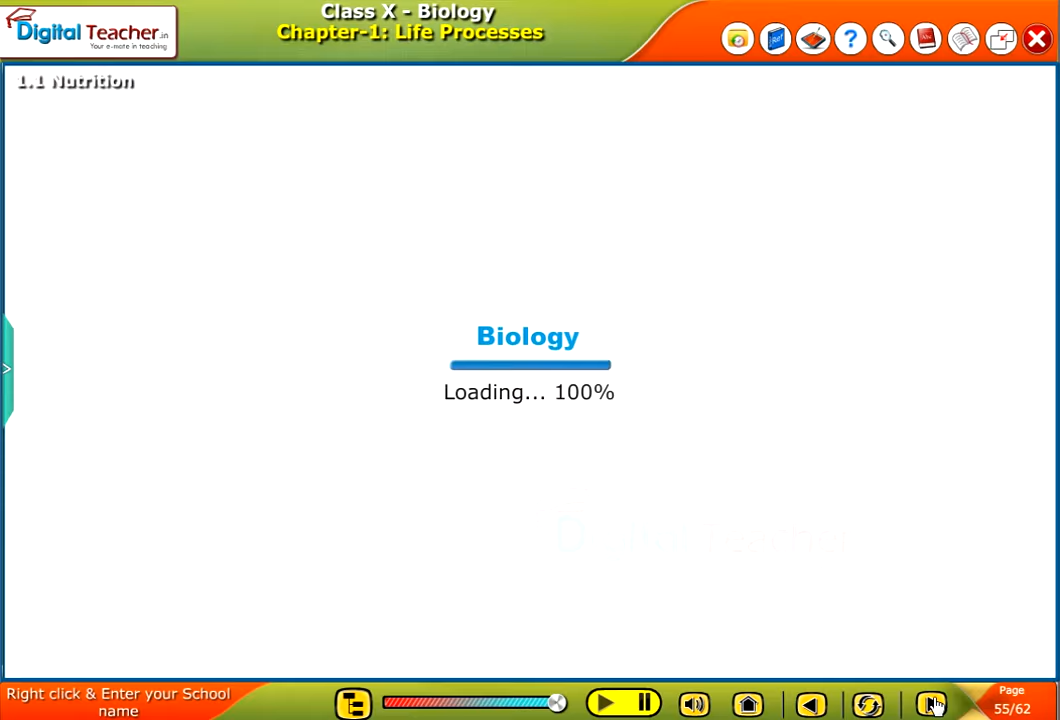 Digital Teacher.in
Your e-mate in teaching
Class X - Biology
Chapter-1: Life Processes
Ref
?
1.1 Nutrition
>
Biology
Loading... 100%
Right click & Enter your School
name
Page
55/62